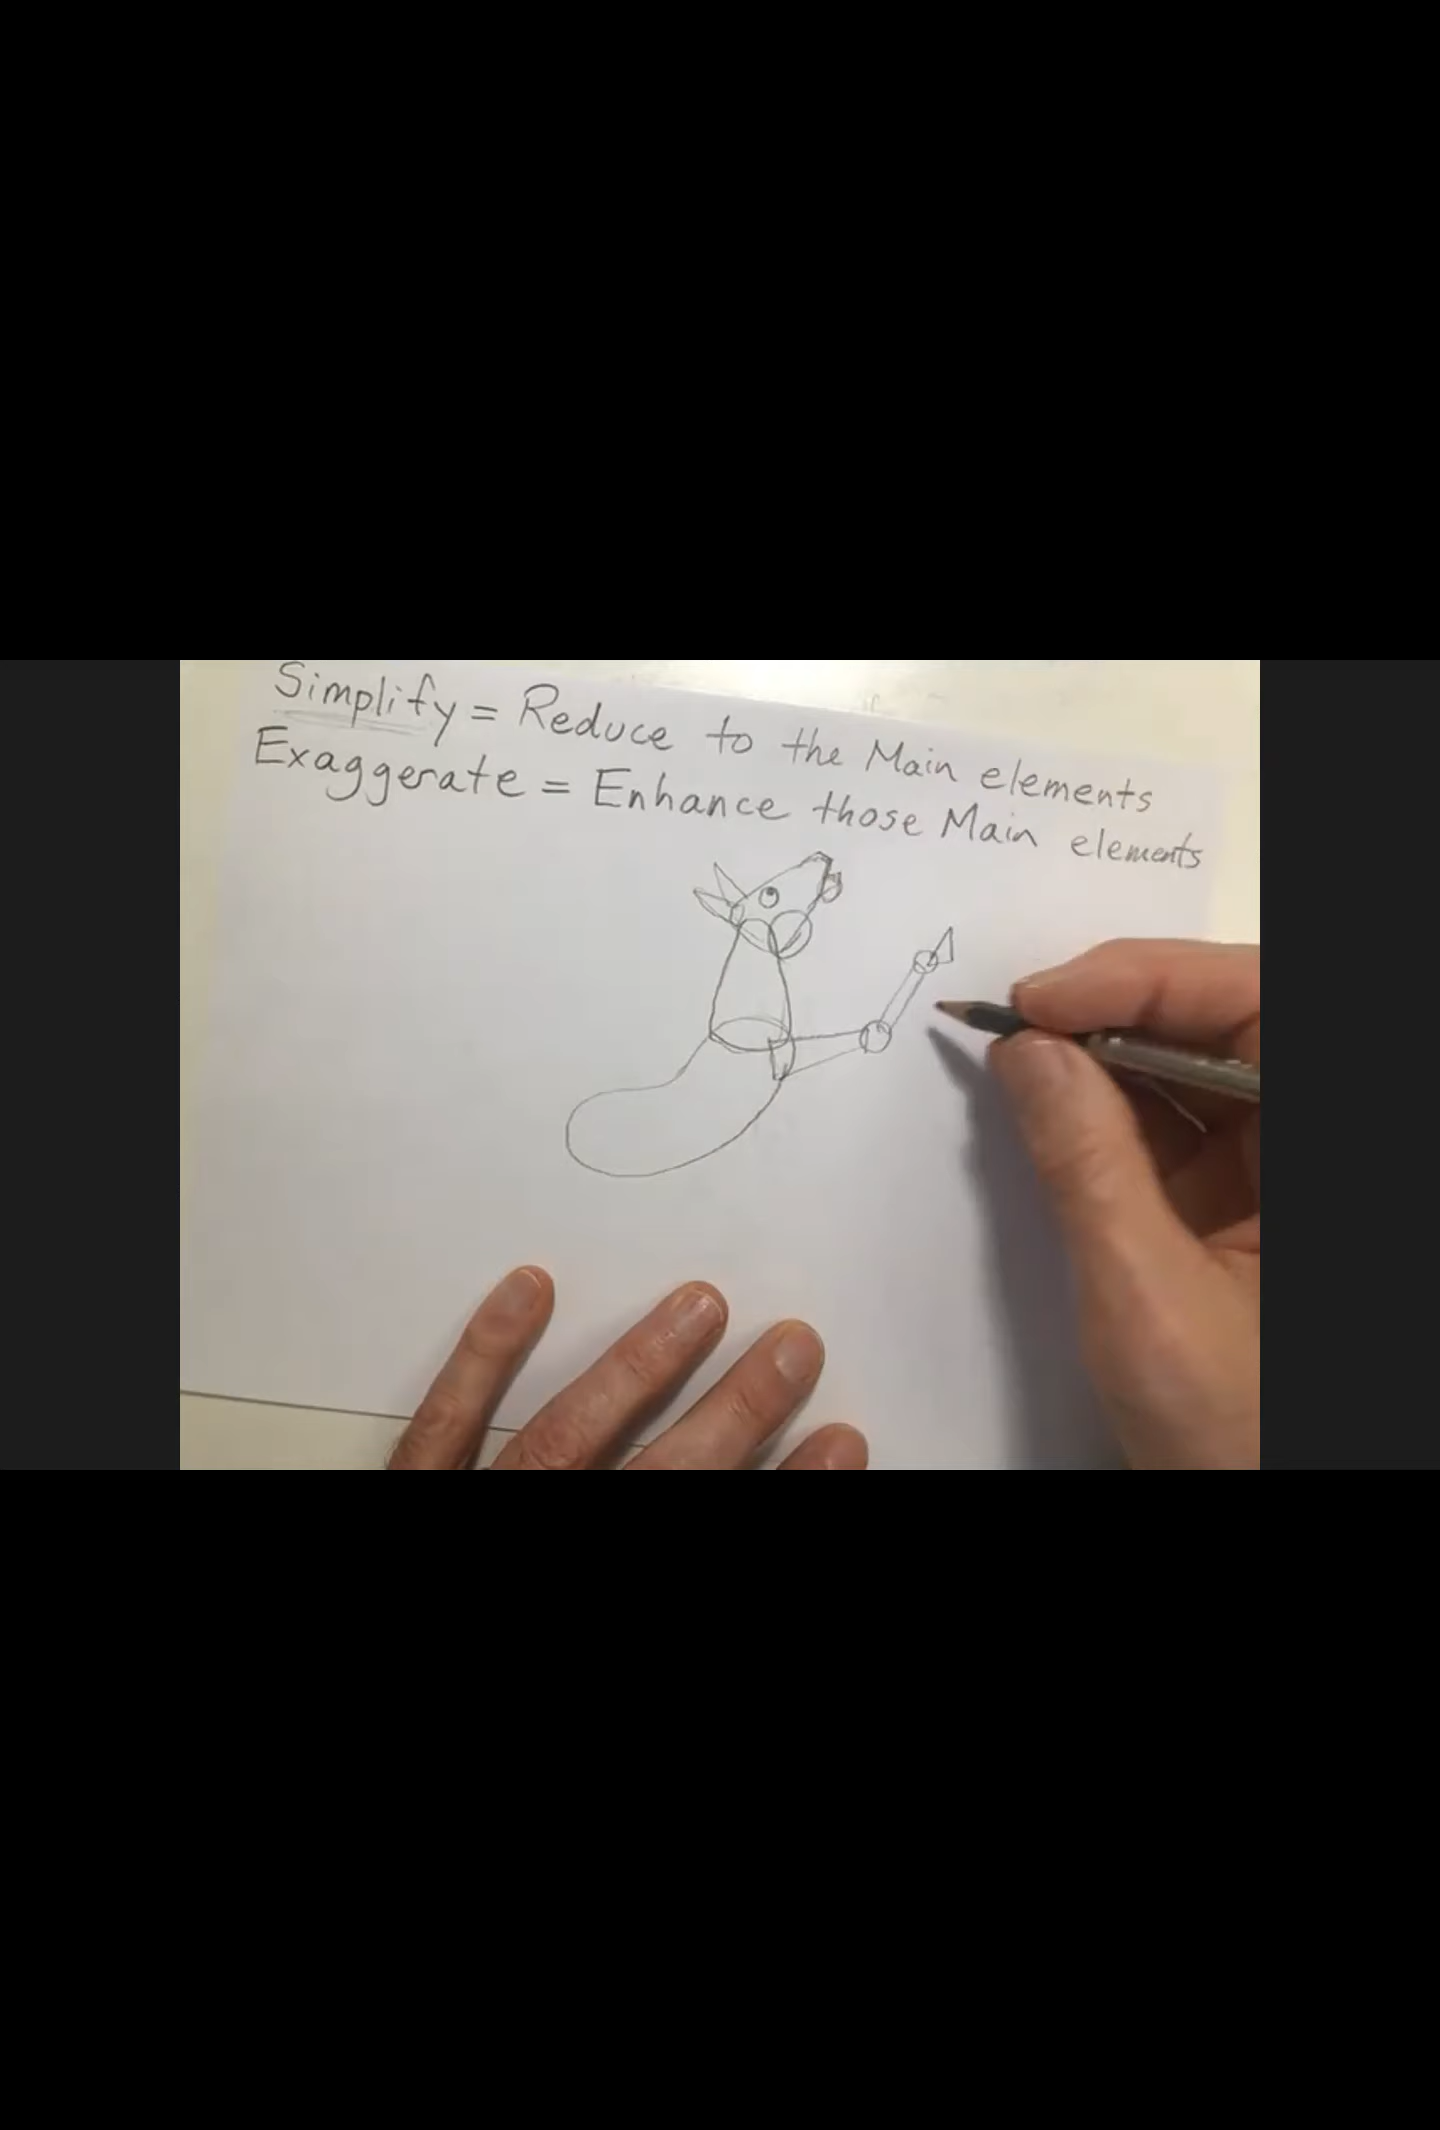 Simplify = Reduce to the Main elements
Exaggerate = Enhance those Main elements